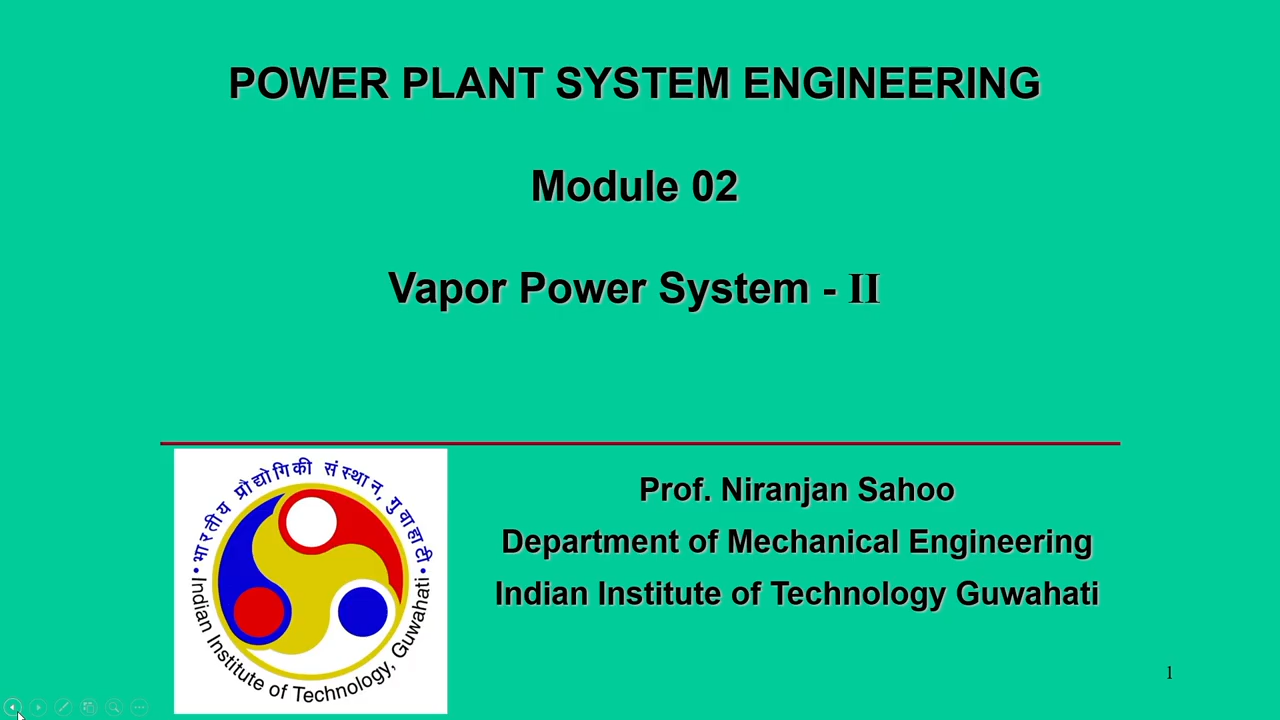 POWER PLANT SYSTEM ENGINEERING
Module 02
Vapor Power System - II
भारतीय प्रौद्योगिकी संस्थान, गुवाहाटी
Indian Institute of Technology, Guwahati
Prof. Niranjan Sahoo
Department of Mechanical Engineering
Indian Institute of Technology Guwahati
1